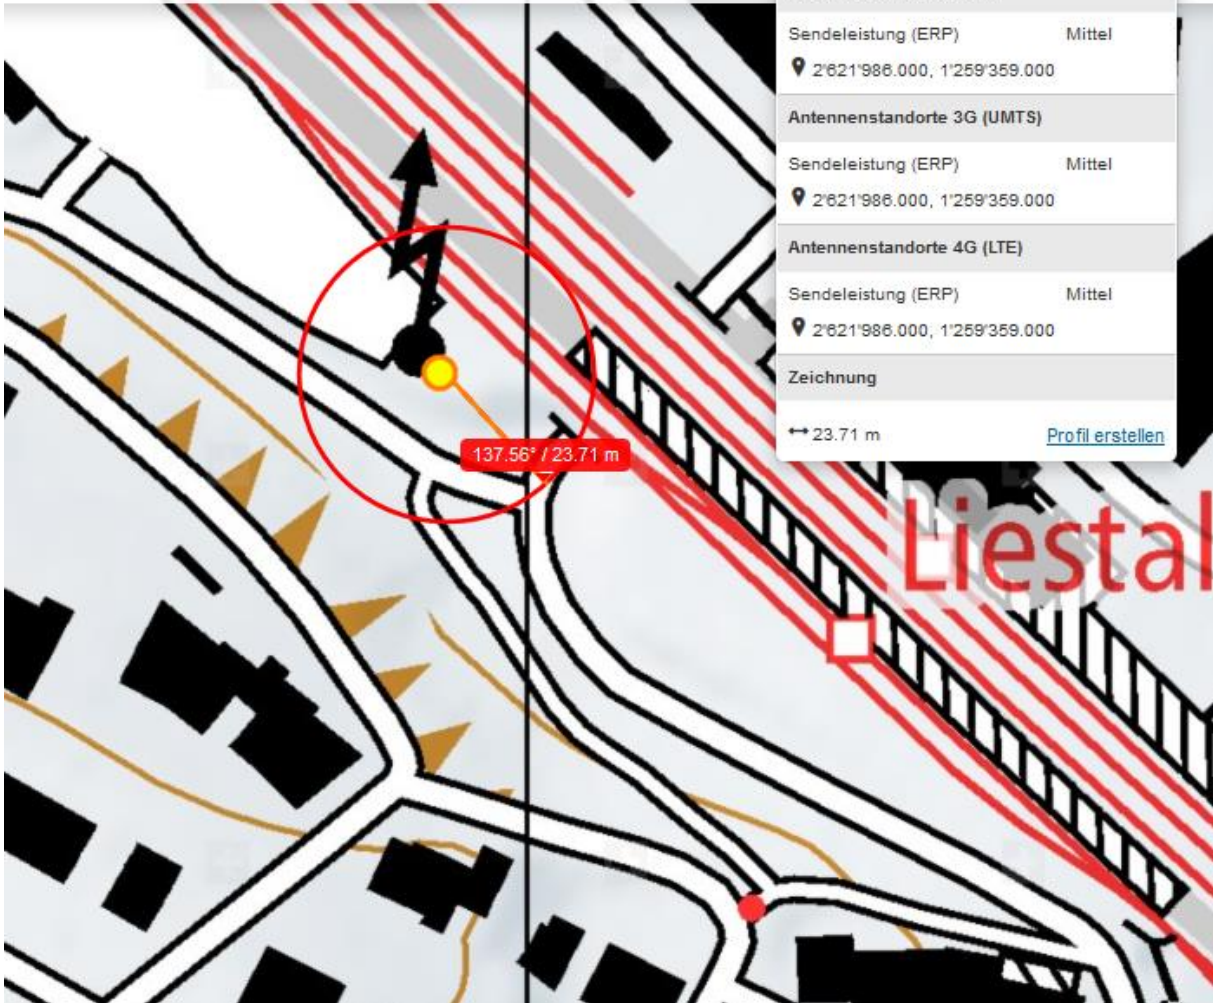 Sendeleistung (ERP) Mittel
2'621'986.000, 1'259'359.000
Antennenstandorte 3G (UMTS)
Sendeleistung (ERP) Mittel
2'621'986.000, 1'259'359.000
Antennenstandorte 4G (LTE)
Sendeleistung (ERP) Mittel
2'621'986.000, 1'259'359.000
Zeichnung
23.71 m Profil erstellen
137.56° / 23.71 m
Liestal